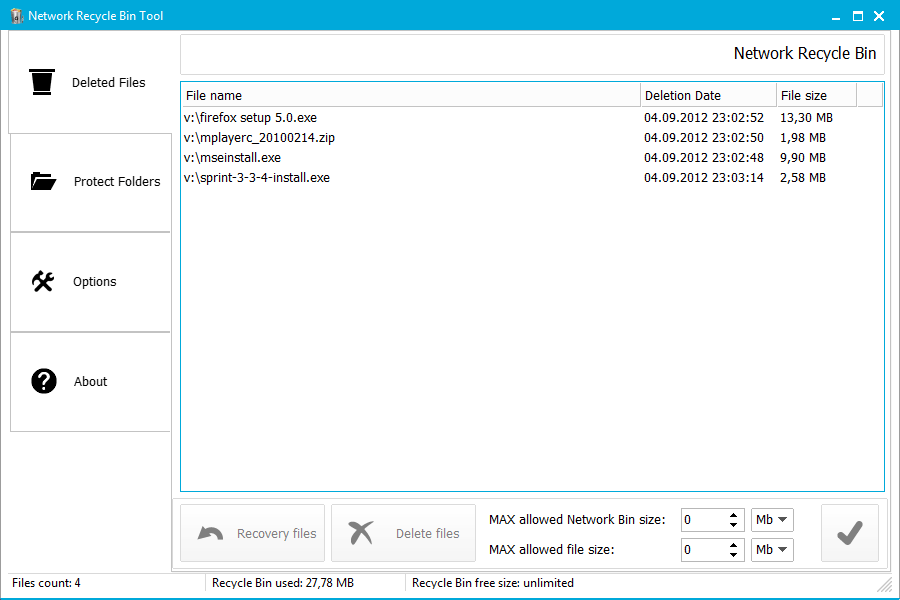 Network Recycle Bin Tool
Deleted Files
Protect Folders
Options
About
Network Recycle Bin
File name Deletion Date File size
v:\firefox setup 5.0.exe 04.09.2012 23:02:52 13,30 MB
v:\mplayerc_20100214.zip 04.09.2012 23:02:50 1,98 MB
v:\mseinstall.exe 04.09.2012 23:02:48 9,90 MB
v:\sprint-3-3-4-install.exe 04.09.2012 23:03:14 2,58 MB
Recovery files
Delete files
MAX allowed Network Bin size: 0 Mb
MAX allowed file size: 0 Mb
Files count: 4 Recycle Bin used: 27,78 MB Recycle Bin free size: unlimited